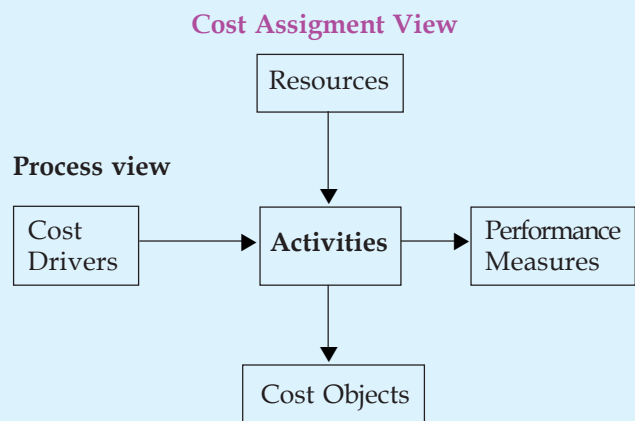 Cost Assigment View
Resources
Process view
Cost
Drivers
Activities
Performance
Measures
Cost Objects